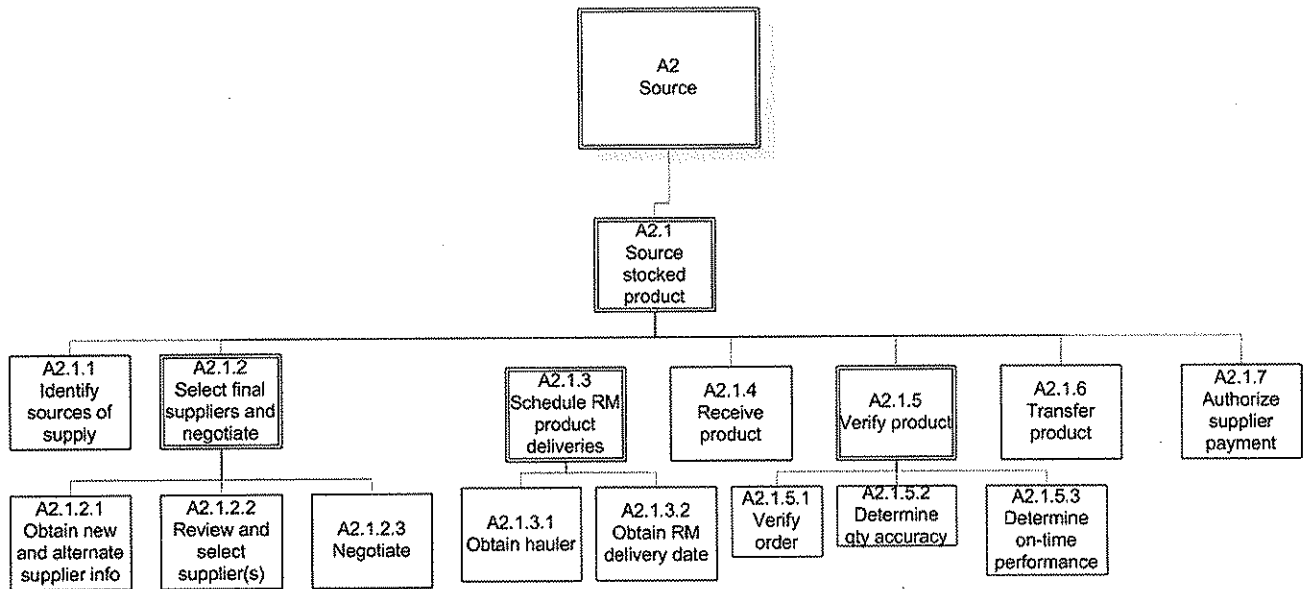 A2
Source
A2.1
Source
stocked
product
A2.1.1
Identify
sources of
supply
A2.1.2
Select final
suppliers and
negotiate
A2.1.3
Schedule RM
product
deliveries
A2.1.4
Receive
product
A2.1.5
Verify product
A2.1.6
Transfer
product
A2.1.7
Authorize
supplier
payment
A2.1.2.1
Obtain new
and alternate
supplier info
A2.1.2.2
Review and
select
supplier(s)
A2.1.2.3
Negotiate
A2.1.3.1
Obtain hauler
A2.1.3.2
Obtain RM
delivery date
A2.1.5.1
Verify
order
A2.1.5.2
Determine
qty accuracy
A2.1.5.3
Determine
on-time
performance